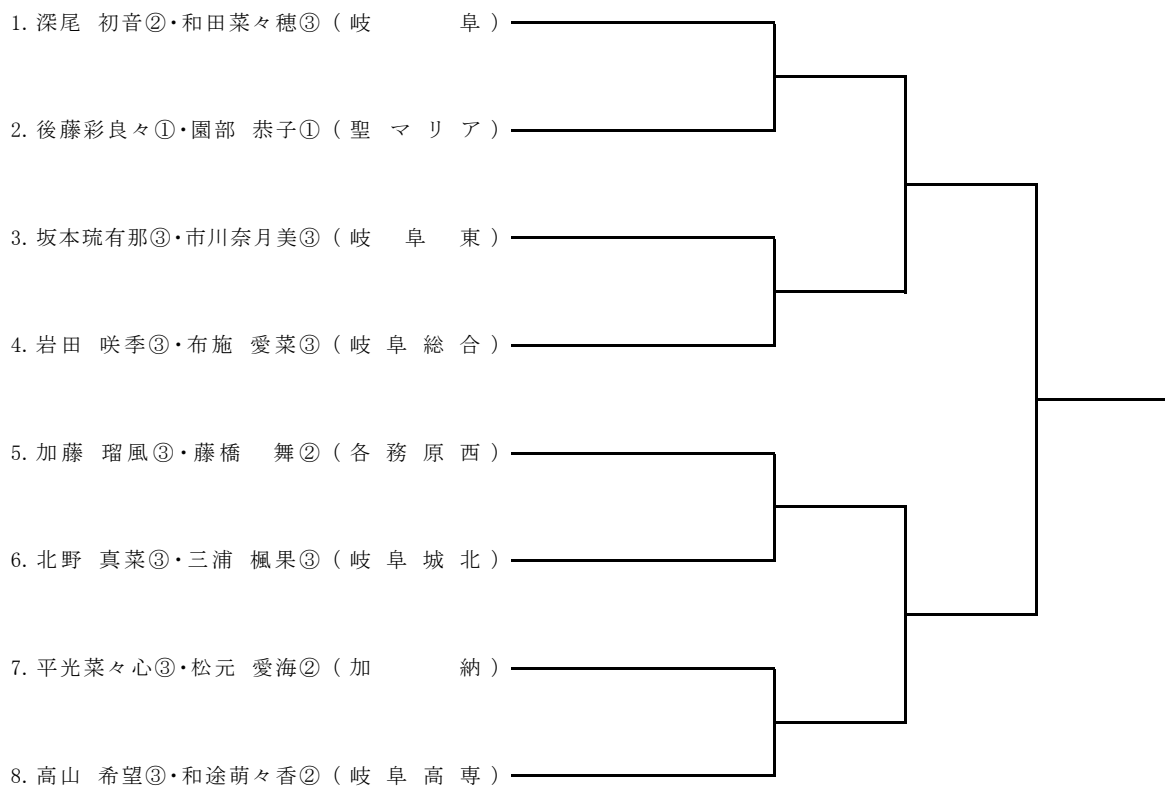 1. 深尾 初音②・和田菜々穂③ ( 岐 阜 )
2. 後藤彩良々①・園部 恭子① ( 聖 マ リ ア )
3. 坂本琉有那③・市川奈月美③ ( 岐 阜 東 )
4. 岩田 咲季③・布施 愛菜③ ( 岐 阜 総 合 )
5. 加藤 瑠風③・藤橋 舞② ( 各 務 原 西 )
6. 北野 真菜③・三浦 楓果③ ( 岐 阜 城 北 )
7. 平光菜々心③・松元 愛海② ( 加 納 )
8. 高山 希望③・和途萌々香② ( 岐 阜 高 専 )